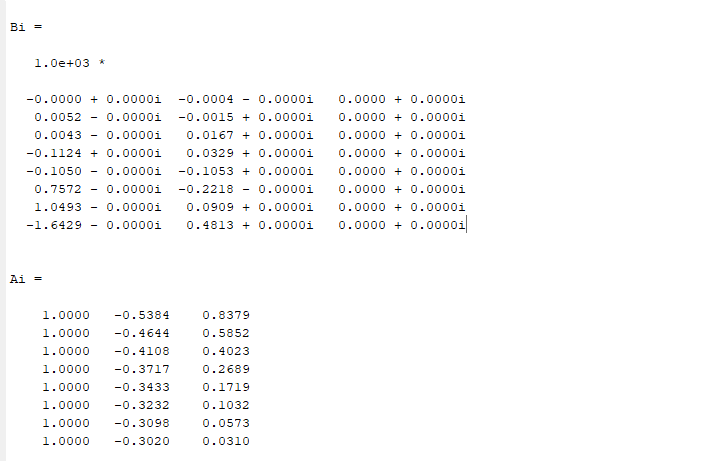 Bi =
1.0e+03 *
-0.0000 + 0.0000i -0.0004 - 0.0000i 0.0000 + 0.0000i
0.0052 - 0.0000i -0.0015 + 0.0000i 0.0000 + 0.0000i
0.0043 - 0.0000i 0.0167 + 0.0000i 0.0000 + 0.0000i
-0.1124 + 0.0000i 0.0329 + 0.0000i 0.0000 + 0.0000i
-0.1050 - 0.0000i -0.1053 + 0.0000i 0.0000 + 0.0000i
0.7572 - 0.0000i -0.2218 - 0.0000i 0.0000 + 0.0000i
1.0493 - 0.0000i 0.0909 + 0.0000i 0.0000 + 0.0000i
-1.6429 - 0.0000i 0.4813 + 0.0000i 0.0000 + 0.0000i
Ai =
1.0000 -0.5384 0.8379
1.0000 -0.4644 0.5852
1.0000 -0.4108 0.4023
1.0000 -0.3717 0.2689
1.0000 -0.3433 0.1719
1.0000 -0.3232 0.1032
1.0000 -0.3098 0.0573
1.0000 -0.3020 0.0310